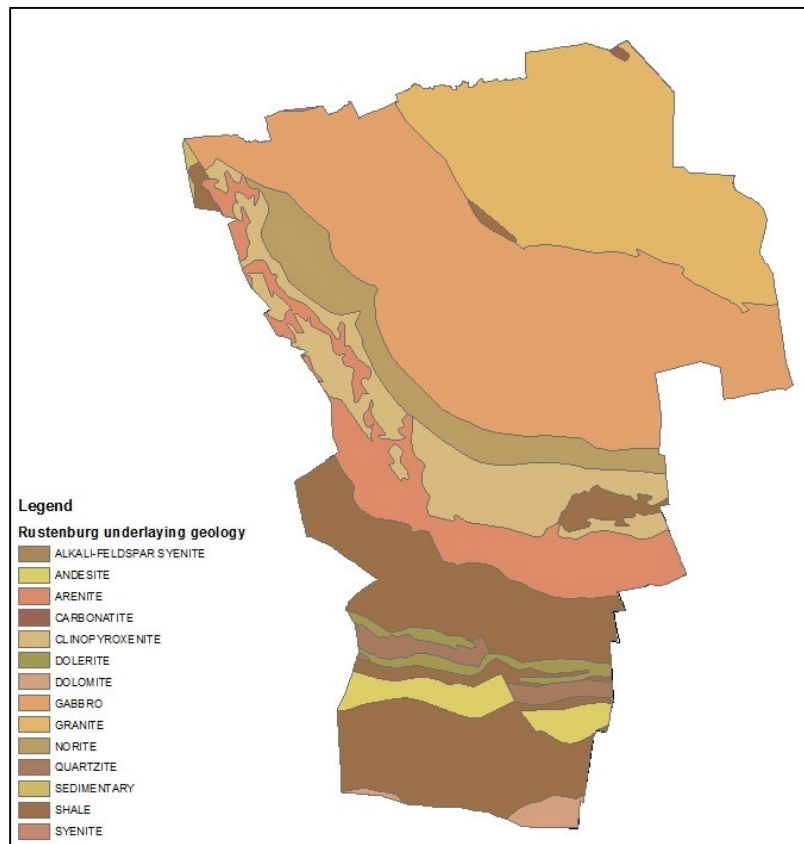 Legend
Rustenburg underlaying geology
ALKALI-FELDSPAR SYENITE
ANDESITE
ARENITE
CARBONATITE
CLINOPYROXENITE
DOLERITE
DOLOMITE
GABBRO
GRANITE
NORITE
QUARTZITE
SEDIMENTARY
SHALE
SYENITE